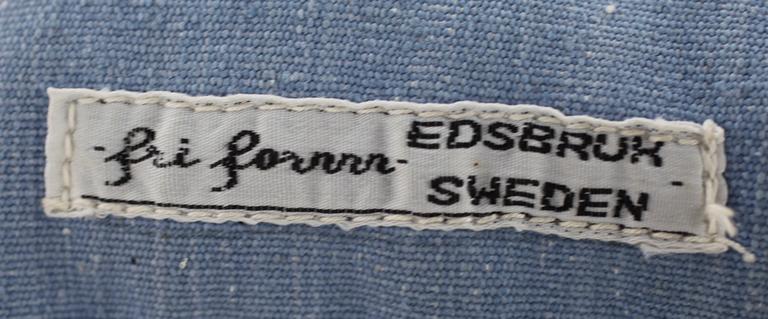 -fri form-
EDSBRUK -
SWEDEN